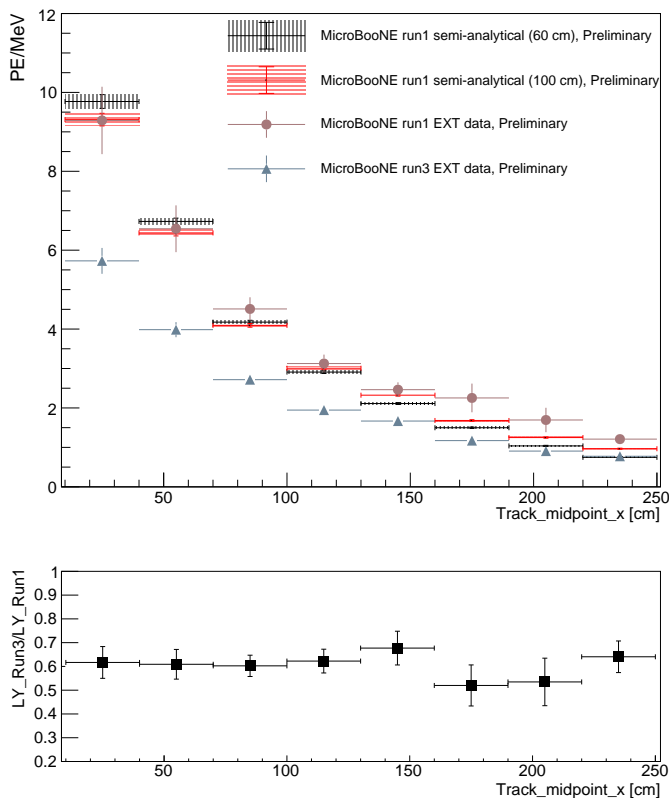 PE/MeV
MicroBooNE run1 semi-analytical (60 cm), Preliminary
MicroBooNE run1 semi-analytical (100 cm), Preliminary
MicroBooNE run1 EXT data, Preliminary
MicroBooNE run3 EXT data, Preliminary
12
10
8
6
4
2
0
50 100 150 200 250
Track_midpoint_x [cm]
LY_Run3/LY_Run1
1
0.9
0.8
0.7
0.6
0.5
0.4
0.3
0.2
0 50 100 150 200 250
Track_midpoint_x [cm]